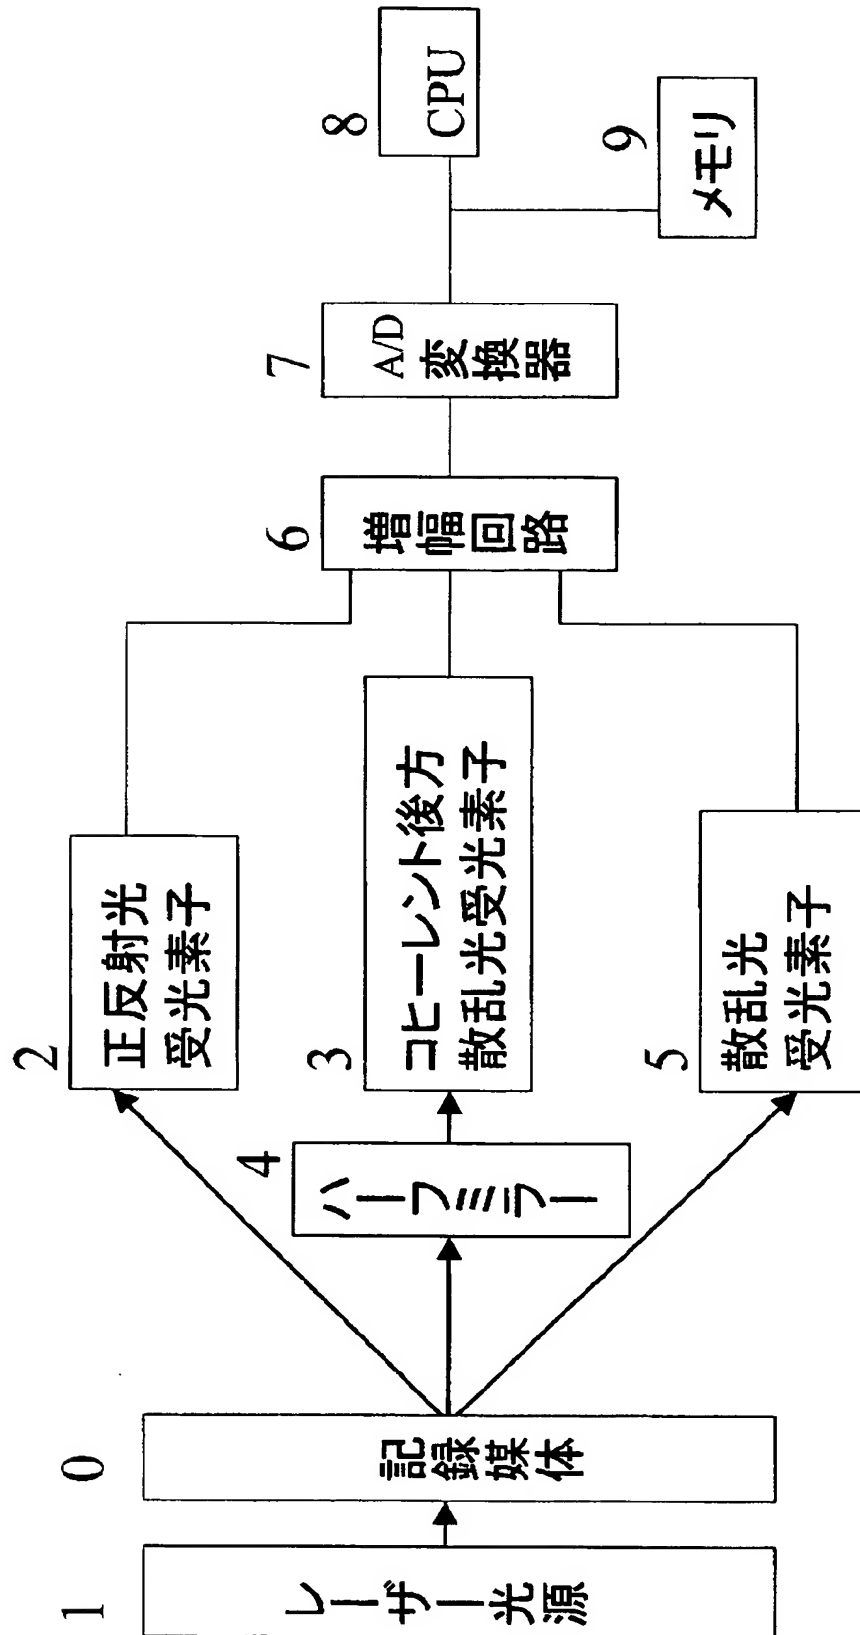 1
レーザー光源
0
記録媒体
2
正反射光
受光素子
4
ハーフミラー
3
コヒーレント後方
散乱光受光素子
5
散乱光
受光素子
6
増幅回路
7
A/D
変換器
8
CPU
9
メモリ